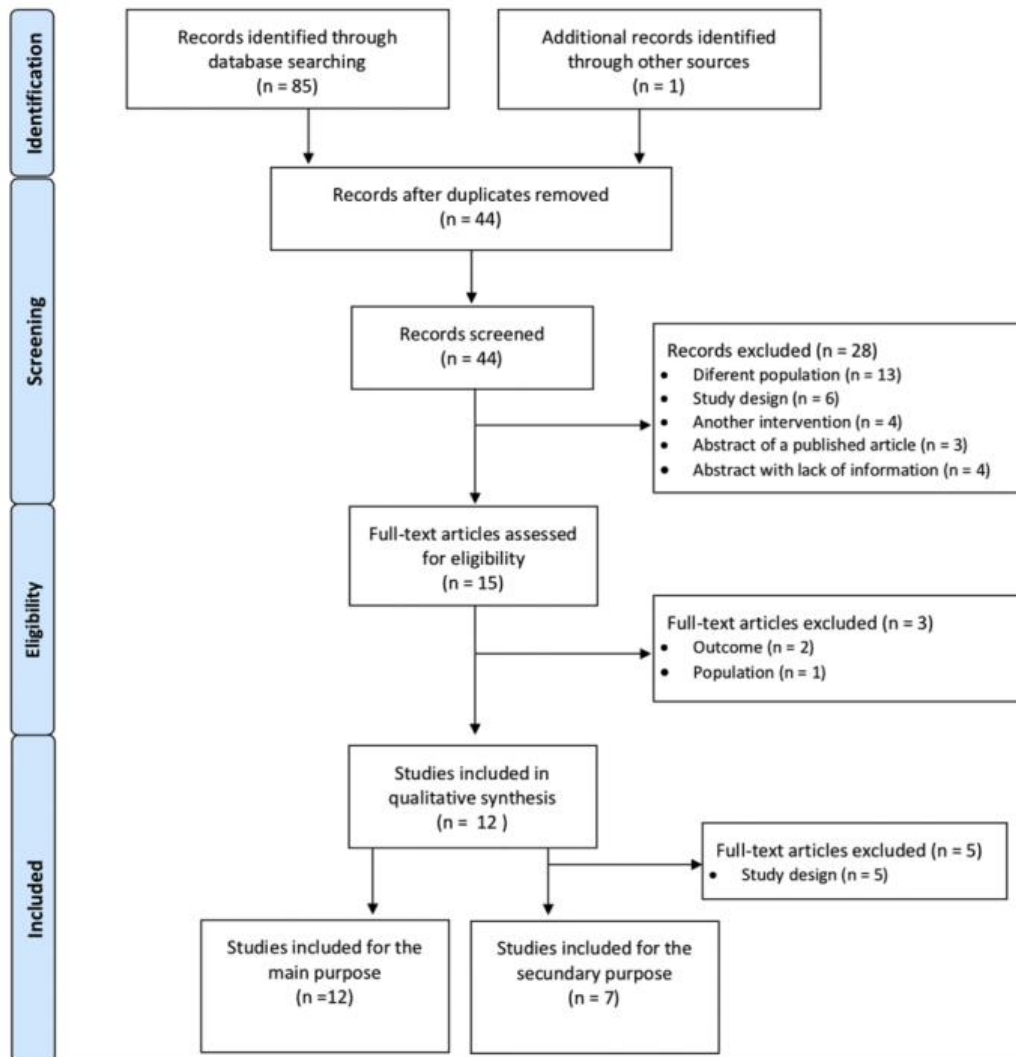 Identification
Records identified through
database searching
(n = 85)
Additional records identified
through other sources
(n = 1)
Screening
Records after duplicates removed
(n = 44)
Records screened
(n = 44)
Records excluded (n = 28)
• Diferent population (n = 13)
• Study design (n = 6)
• Another intervention (n = 4)
• Abstract of a published article (n = 3)
• Abstract with lack of information (n = 4)
Eligibility
Full-text articles assessed
for eligibility
(n = 15)
Full-text articles excluded (n = 3)
• Outcome (n = 2)
• Population (n = 1)
Included
Studies included in
qualitative synthesis
(n = 12 )
Full-text articles excluded (n = 5)
• Study design (n = 5)
Studies included for the
main purpose
(n =12)
Studies included for the
secundary purpose
(n = 7)